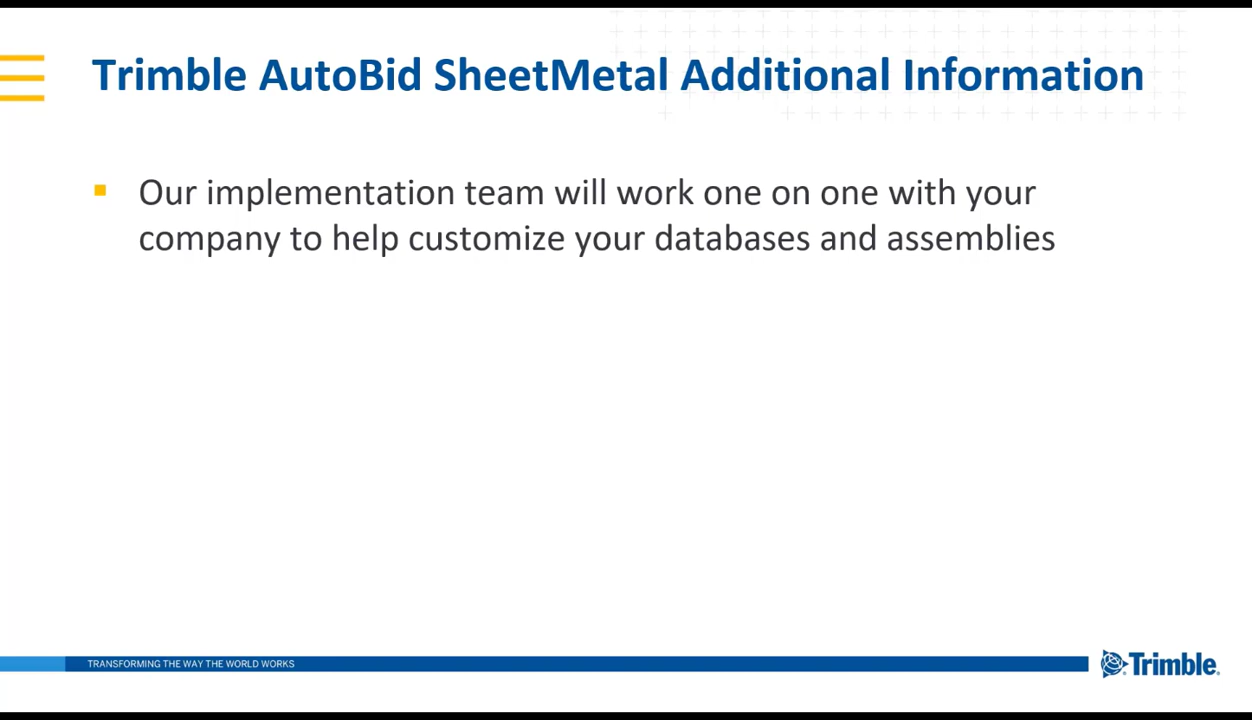 Trimble AutoBid SheetMetal Additional Information
Our implementation team will work one on one with your
company to help customize your databases and assemblies
TRANSFORMING THE WAY THE WORLD WORKS
Trimble